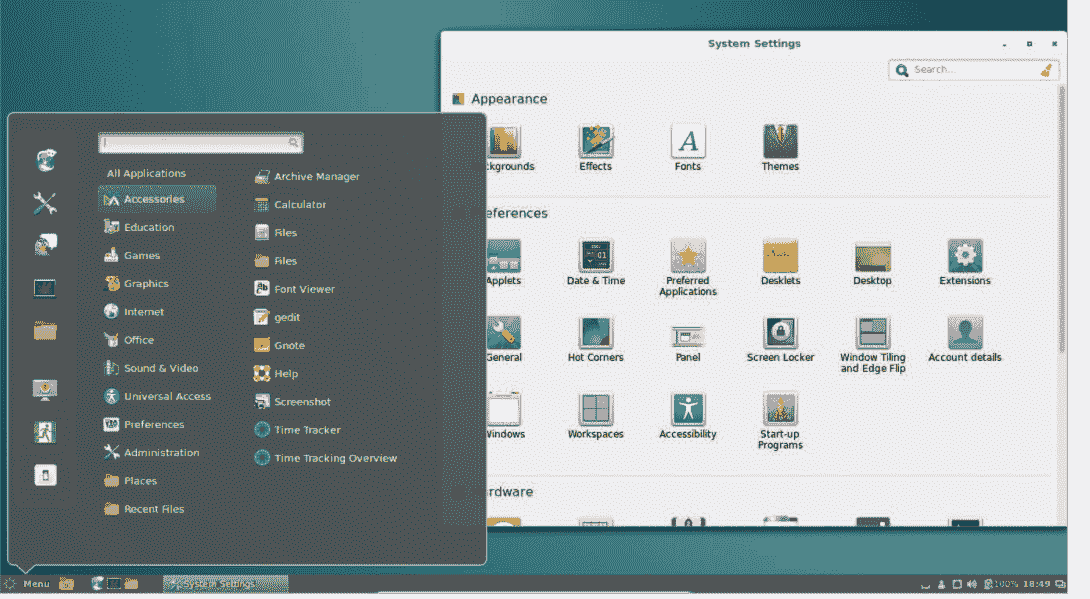 System Settings
Search...
Appearance
ckgrounds
Effects
Fonts
Themes
All Applications
Accessories
Education
Games
Graphics
Internet
Office
Sound & Video
Universal Access
Preferences
Administration
Places
Recent Files
Archive Manager
Calculator
Files
Files
Font Viewer
gedit
Gnote
Help
Screenshot
Time Tracker
Time Tracking Overview
eferences
Applets
Date & Time
Preferred
Applications
Desklets
Desktop
Extensions
General
Hot Corners
Panel
Screen Locker
Window Tiling
and Edge Flip
Account details
Windows
Workspaces
Accessibility
Start-up
Programs
rdware
Menu
System Settings
100% 18:49